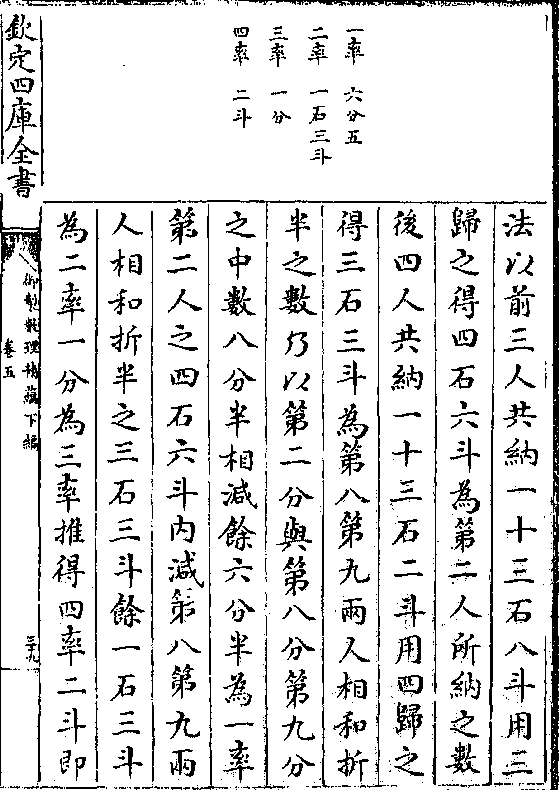 一率　六分五
二率　一石三斗
三率　一分
四率　二斗
法以前三人共納一十三石八斗用三
歸之得四石六斗為第二人所納之數
後四人共納一十三石二斗用四歸之
得三石三斗為第八第九兩人相和折
半之數乃以第二分與第八分第九分
之中數八分半相減餘六分半為一率
第二人之四石六斗內減第八第九兩
人相和折半之三石三斗餘一石三斗
為二率一分為三率推得四率二斗即
欽定四庫全書
御製數理精蘊下編
卷五
三九